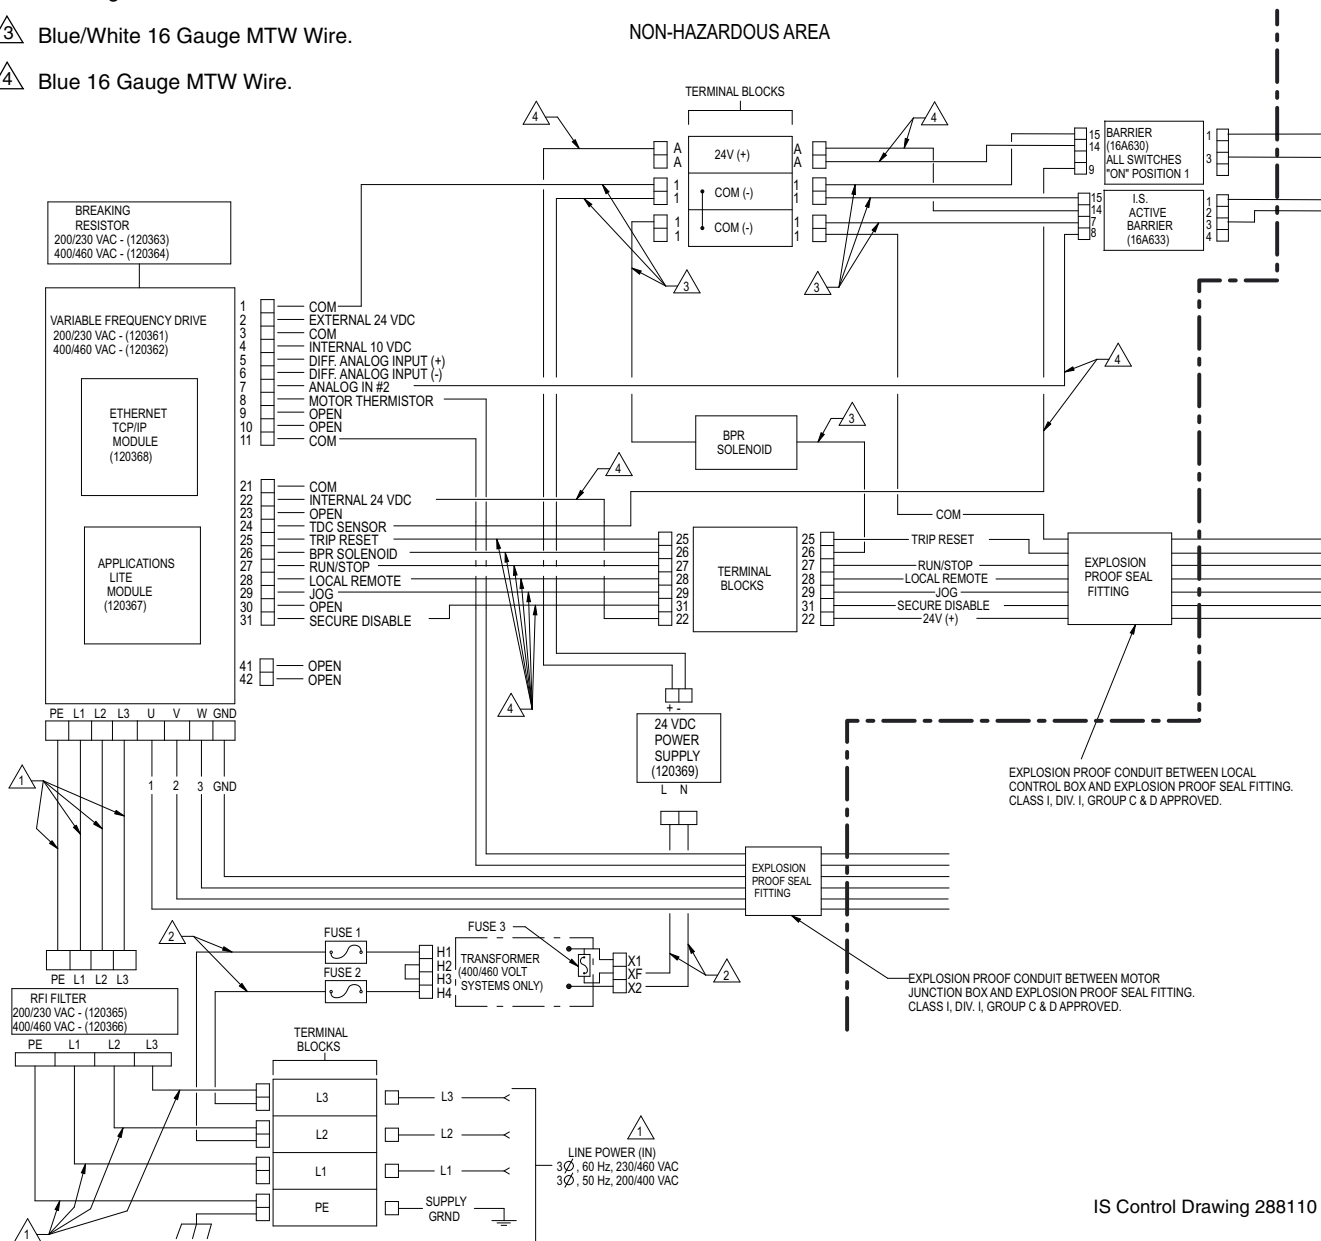 3 Blue/White 16 Gauge MTW Wire.
4 Blue 16 Gauge MTW Wire.
NON-HAZARDOUS AREA
TERMINAL BLOCKS
4
4
A
A
24V (+)
A
A
1
1
COM (-)
1
1
1
1
COM (-)
1
1
3
3
15
14
9
BARRIER
(16A630)
ALL SWITCHES
"ON" POSITION 1
1
3
15
14
7
8
I.S.
ACTIVE
BARRIER
(16A633)
1
2
3
4
BREAKING
RESISTOR
200/230 VAC - (120363)
400/460 VAC - (120364)
VARIABLE FREQUENCY DRIVE
200/230 VAC - (120361)
400/460 VAC - (120362)
ETHERNET
TCP/IP
MODULE
(120368)
APPLICATIONS
LITE
MODULE
(120367)
1 COM
2 EXTERNAL 24 VDC
3 COM
4 INTERNAL 10 VDC
5 DIFF. ANALOG INPUT (+)
6 DIFF. ANALOG INPUT (-)
7 ANALOG IN #2
8 MOTOR THERMISTOR
9 OPEN
10 OPEN
11 COM
21 COM
22 INTERNAL 24 VDC
23 OPEN
24 TDC SENSOR
25 TRIP RESET
26 BPR SOLENOID
27 RUN/STOP
28 LOCAL REMOTE
29 JOG
30 OPEN
31 SECURE DISABLE
41 OPEN
42 OPEN
4
4
3
BPR
SOLENOID
4
25
26
27
28
29
31
22
TERMINAL
BLOCKS
25
26
27
28
29
31
22
COM
TRIP RESET
RUN/STOP
LOCAL REMOTE
JOG
SECURE DISABLE
24V (+)
EXPLOSION
PROOF SEAL
FITTING
+ -
24 VDC
POWER
SUPPLY
(120369)
L N
EXPLOSION PROOF CONDUIT BETWEEN LOCAL
CONTROL BOX AND EXPLOSION PROOF SEAL FITTING.
CLASS I, DIV. I, GROUP C & D APPROVED.
PE L1 L2 L3 U V W GND
1
1 2 3 GND
EXPLOSION
PROOF SEAL
FITTING
EXPLOSION PROOF CONDUIT BETWEEN MOTOR
JUNCTION BOX AND EXPLOSION PROOF SEAL FITTING.
CLASS I, DIV. I, GROUP C & D APPROVED.
2
FUSE 1
FUSE 2
H1
H2
H3
H4
FUSE 3
TRANSFORMER
(400/460 VOLT
SYSTEMS ONLY)
X1
XF
X2
2
PE L1 L2 L3
RFI FILTER
200/230 VAC - (120365)
400/460 VAC - (120366)
PE L1 L2 L3
TERMINAL
BLOCKS
L3 L3
L2 L2
L1 L1
PE SUPPLY
GRND
1
1
LINE POWER (IN)
3Ø, 60 Hz, 230/460 VAC
3Ø, 50 Hz, 200/400 VAC
IS Control Drawing 288110